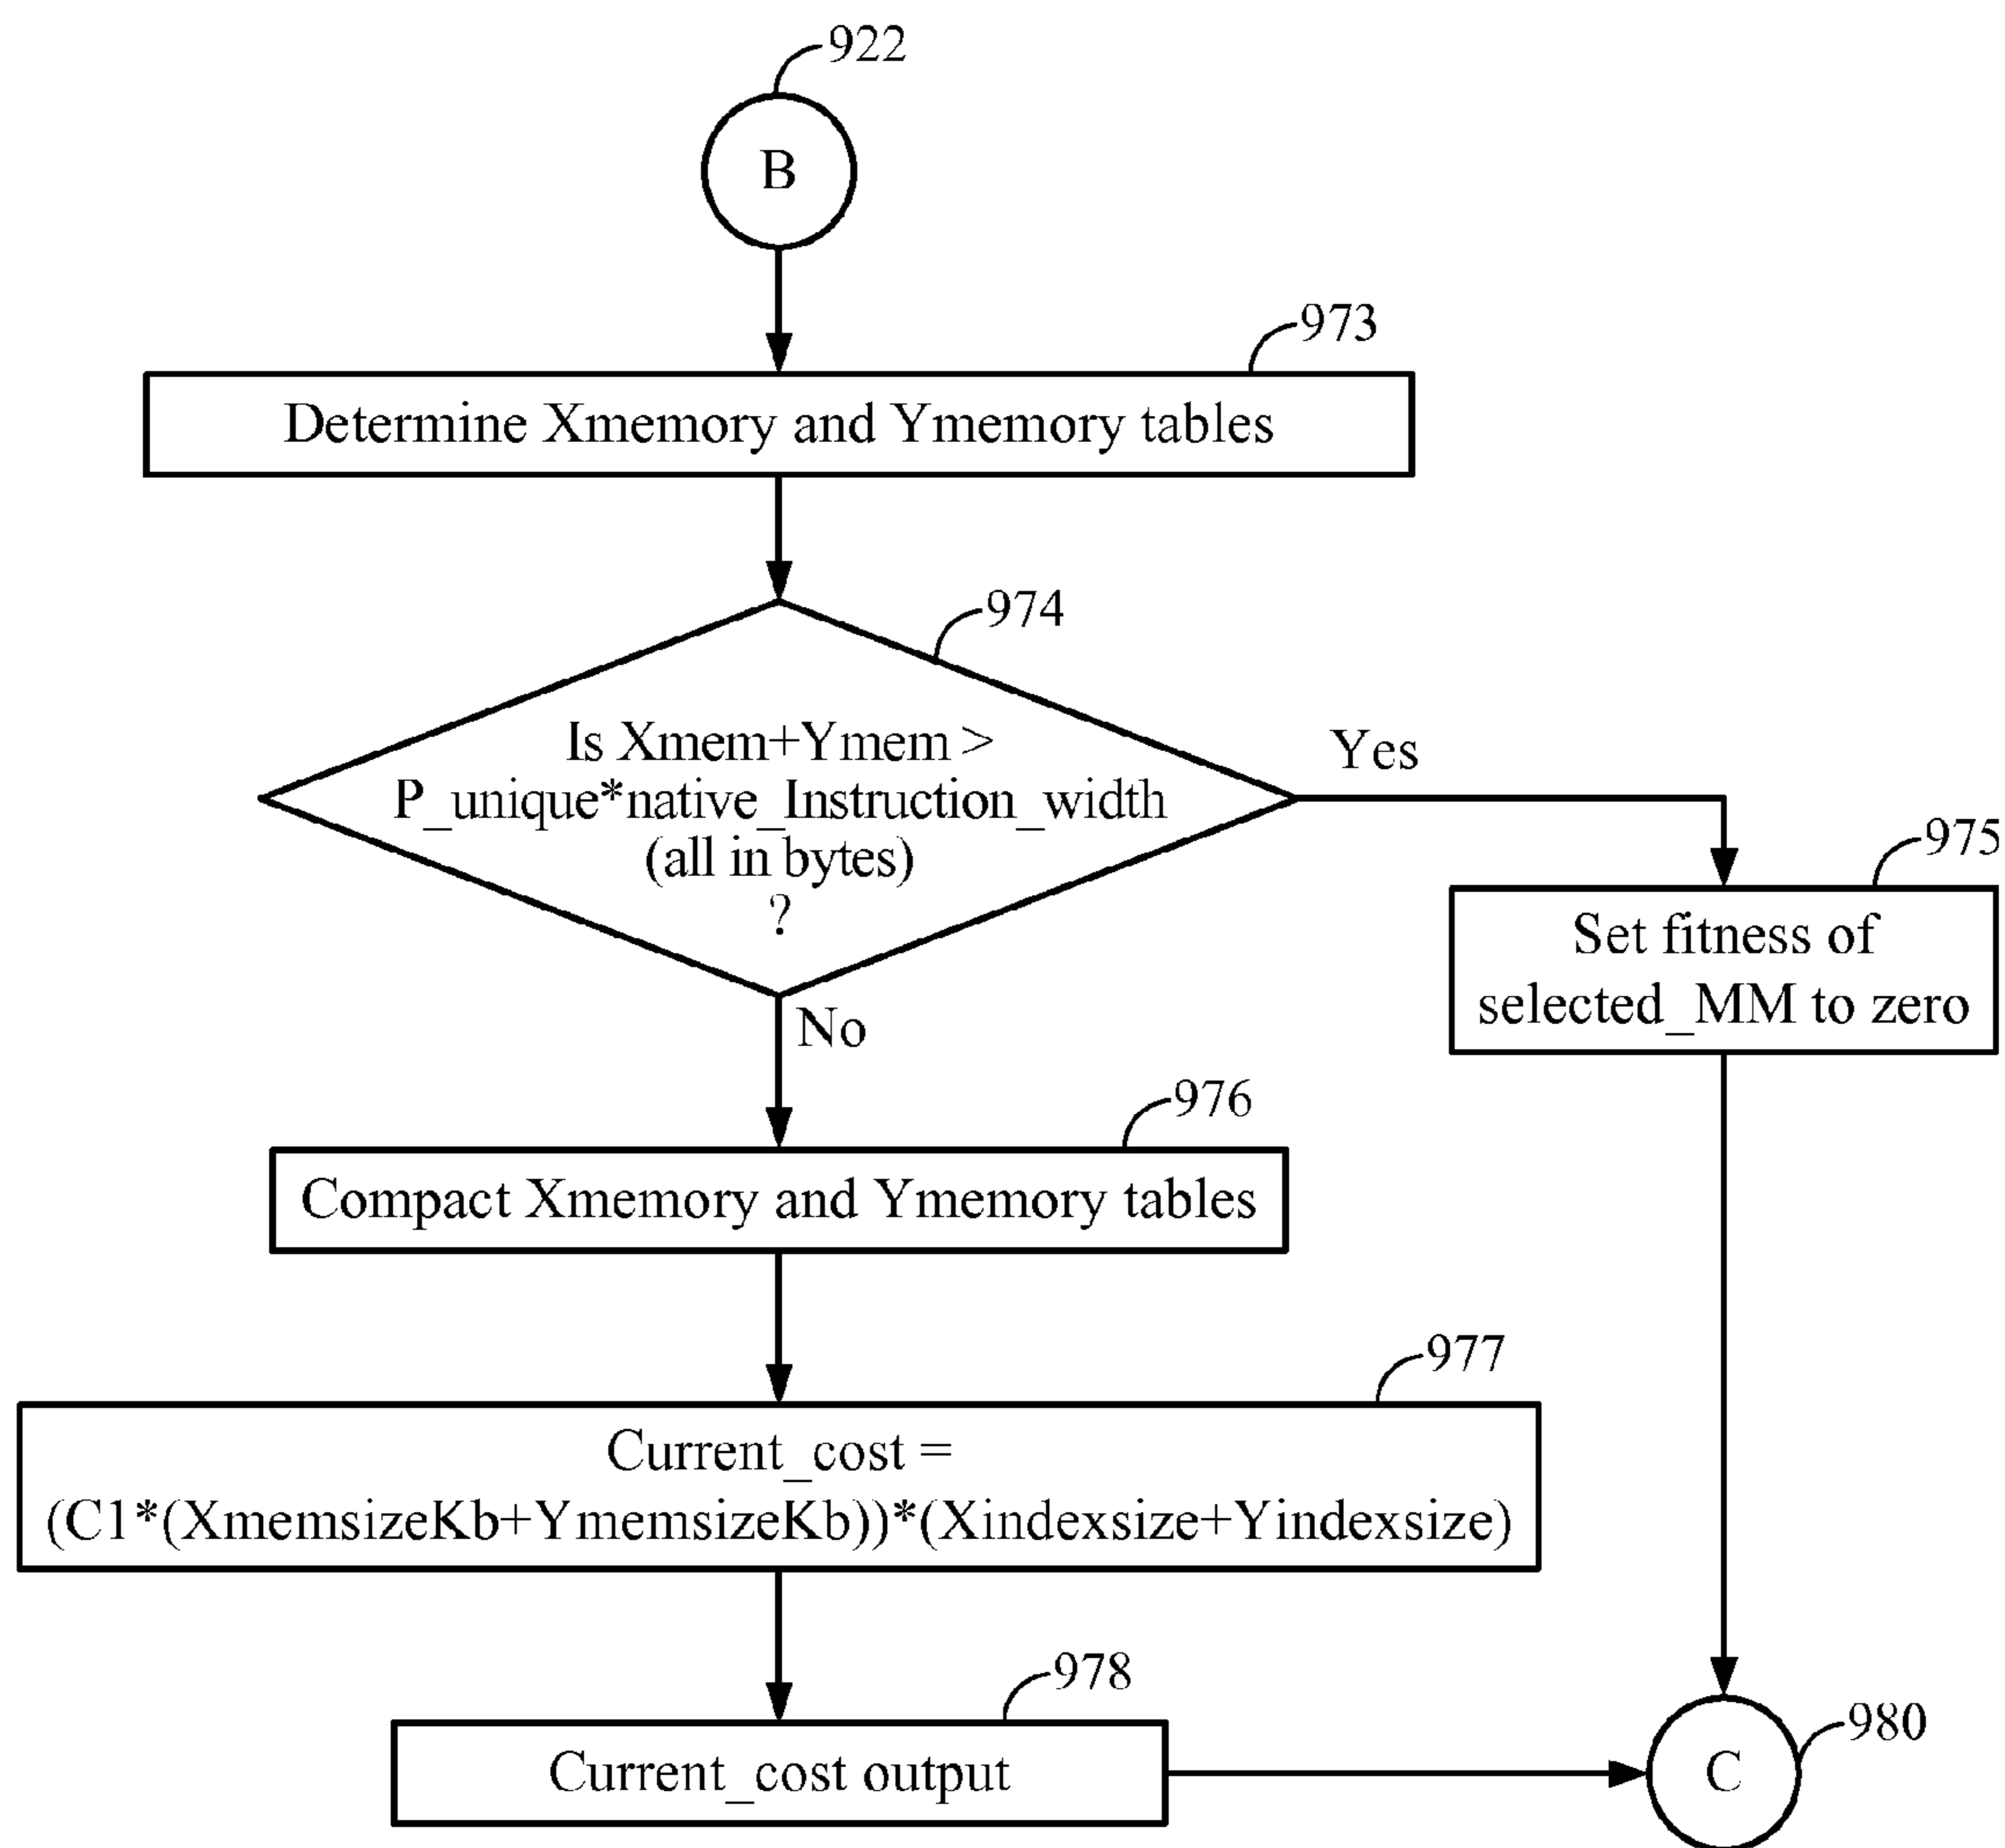 922
B
973
Determine Xmemory and Ymemory tables
974
Is Xmem+Ymem >
P_unique*native_Instruction_width
(all in bytes)
?
Yes
975
Set fitness of
selected_MM to zero
No
976
Compact Xmemory and Ymemory tables
977
Current_cost =
(C1*(XmemsizeKb+YmemsizeKb))*(Xindexsize+Yindexsize)
978
Current_cost output
980
C